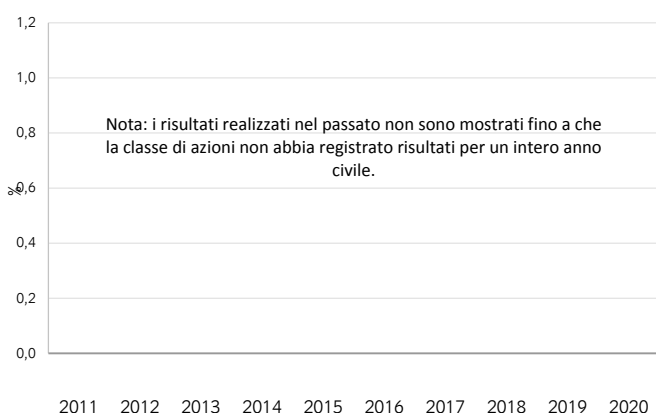 1,2
1,0
Nota: i risultati realizzati nel passato non sono mostrati fino a che
0,8
la classe di azioni non abbia registrato risultati per un intero anno
civile.
%
0,6
0,4
0,2
0,0
2011 2012 2013 2014 2015 2016 2017 2018 2019 2020